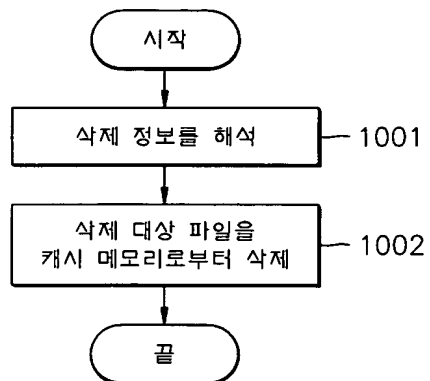 시작
삭제 정보를 해석
1001
삭제 대상 파일을
캐시 메모리로부터 삭제
1002
끝